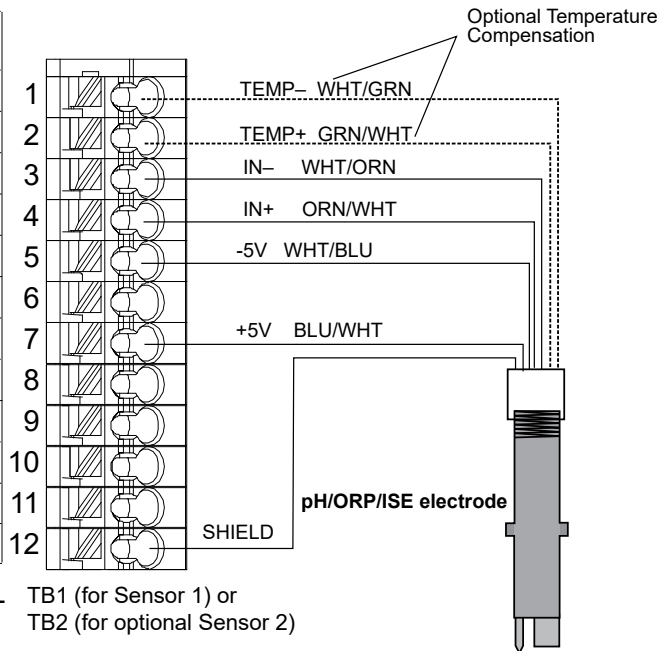 Optional Temperature
Compensation
1 TEMP– WHT/GRN
2 TEMP+ GRN/WHT
3 IN– WHT/ORN
4 IN+ ORN/WHT
5 -5V WHT/BLU
6
7 +5V BLU/WHT
8
9
10
11 pH/ORP/ISE electrode
12 SHIELD
TB1 (for Sensor 1) or
TB2 (for optional Sensor 2)